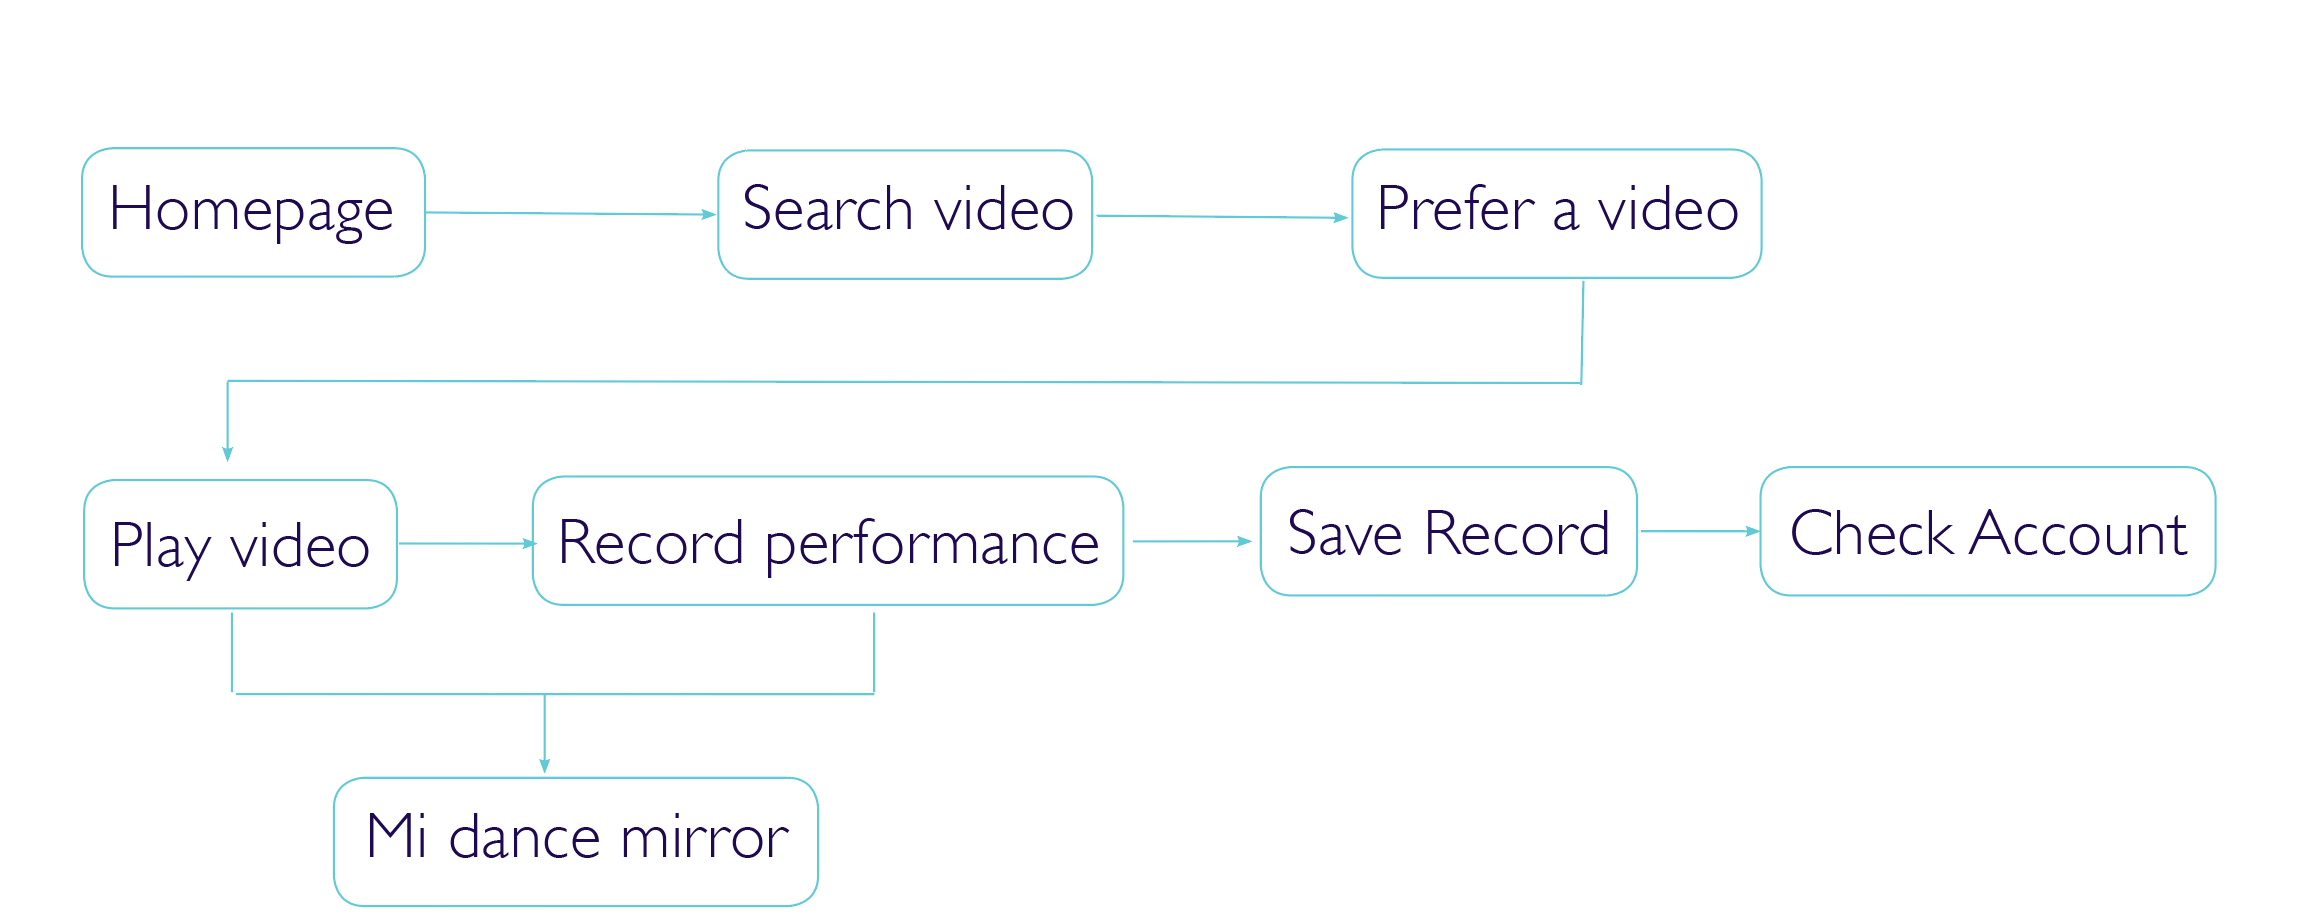 Homepage
Search video
Prefer a video
Play video
Record performance
Save Record
Check Account
Mi dance mirror